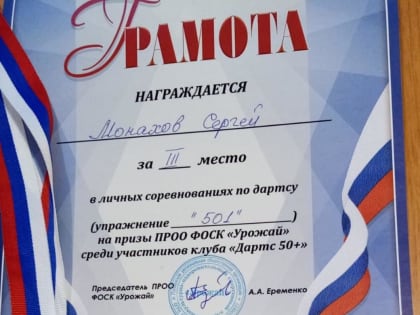 ГРАМОТА
НАГРАЖДАЕТСЯ
Монахов Сергей
за III место
в личных соревнованиях по дартсу
(упражнение "501")
на призы ПРОО ФОСК «Урожай»
среди участников клуба «Дартс 50+»
Председатель ПРОО
ФОСК «Урожай» А.А. Еременко